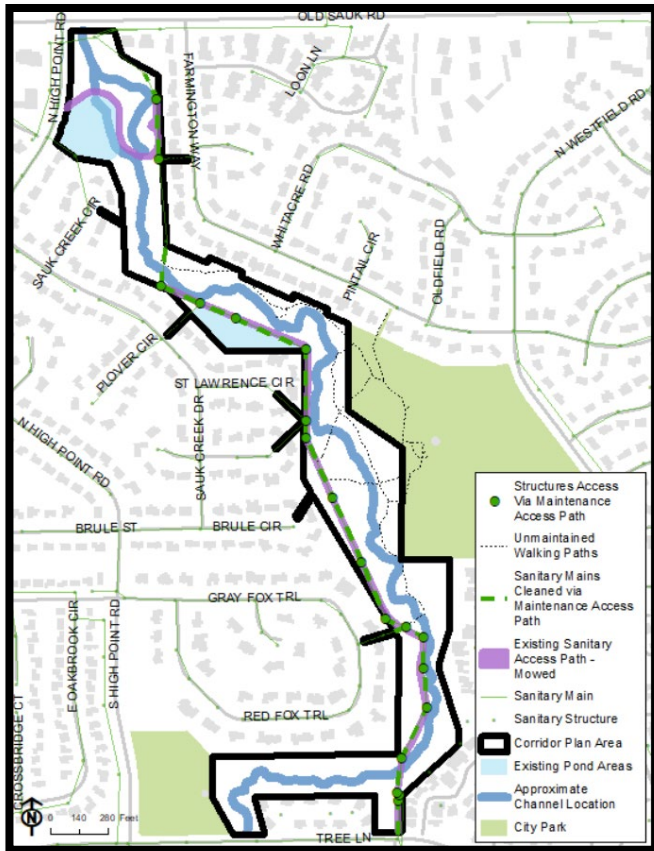 OLD SAUK RD
N HIGH POINT RD
FARMINGTON WAY
LOON LN
N WESTFIELD RD
WHITACRE RD
SAUK CREEK CIR
PINTAIL CIR
OLDFIELD RD
PLOVER CIR
ST LAWRENCE CIR
SAUK CREEK DR
N HIGH POINT RD
BRULE ST
BRULE CIR
GRAY FOX TRL
E OAKBROOK CIR
S HIGH POINT RD
RED FOX TRL
CROSSBRIDGE CT
TREE LN
N
0 140 280 Feet
Structures Access
Via Maintenance
Access Path
Unmaintained
Walking Paths
Sanitary Mains
Cleaned via
Maintenance Access
Path
Existing Sanitary
Access Path -
Mowed
Sanitary Main
Sanitary Structure
Corridor Plan Area
Existing Pond Areas
Approximate
Channel Location
City Park